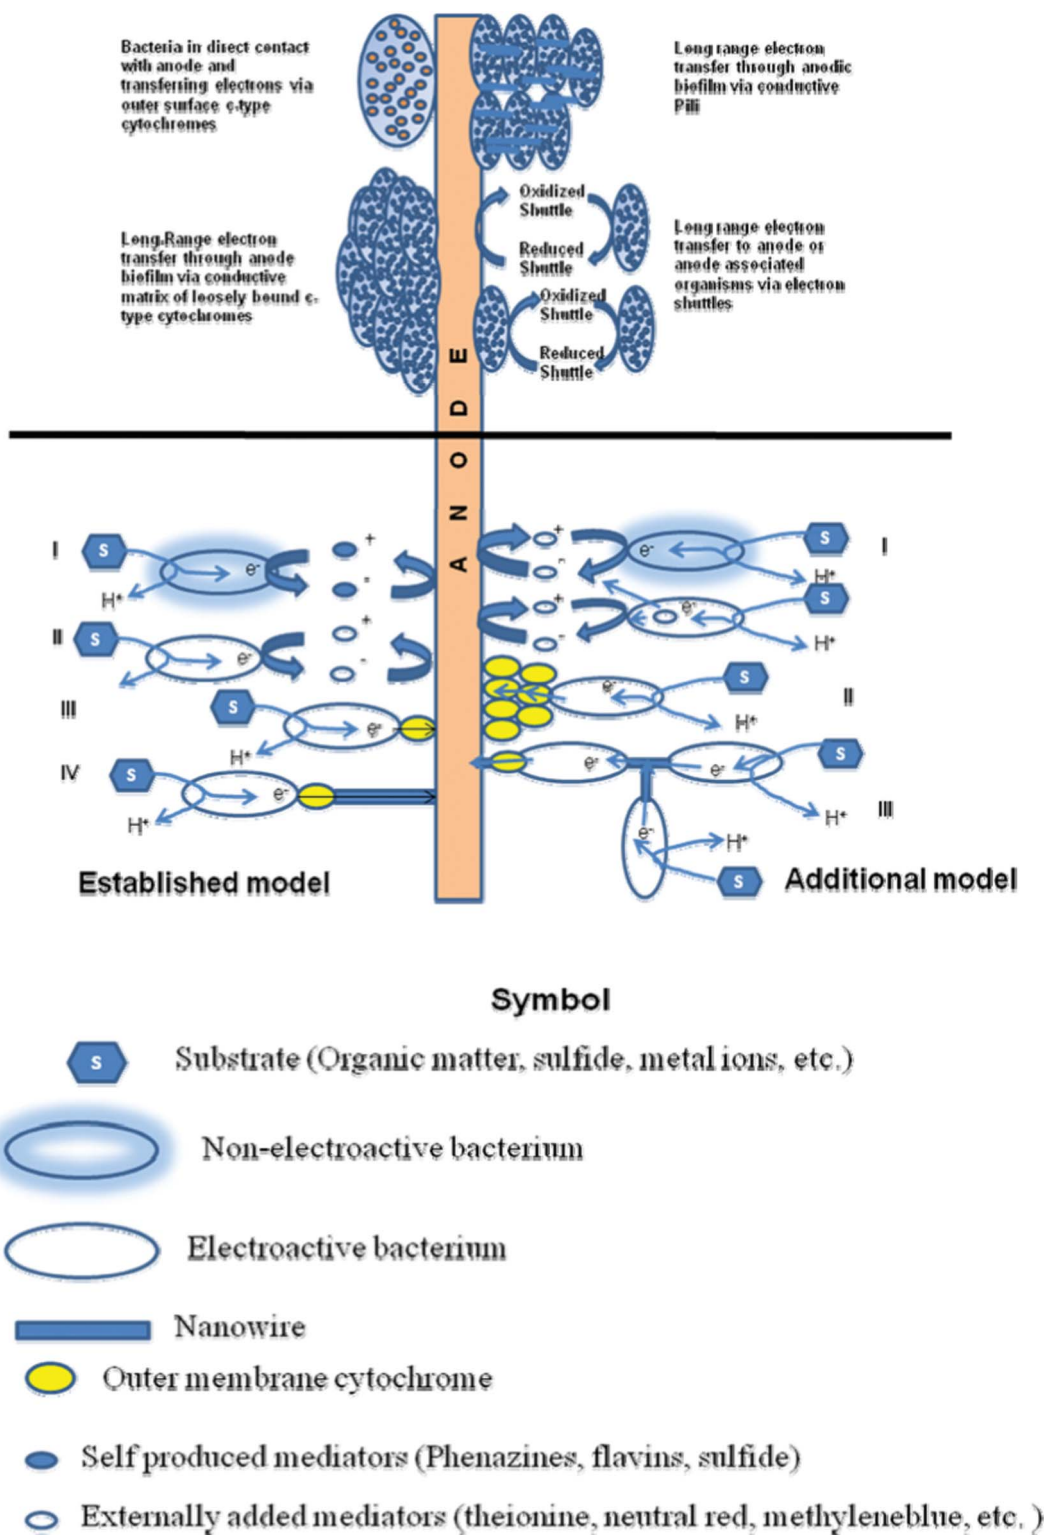 Bacteria in direct contact
with anode and
transferring electrons via
outer surface c-type
cytochromes
Long range electron
transfer through anodic
biofilm via conductive
Pili
Long-Range electron
transfer through anode
biofilm via conductive
matrix of loosely bound c-
type cytochromes
Oxidized
Shuttle
Reduced
Shuttle
Oxidized
Shuttle
Reduced
Shuttle
Long range electron
transfer to anode or
anode associated
organisms via electron
shuttles
ANODE
I
S
e-
H+
+
-
II
S
e-
+
-
III
S
e-
H+
IV
S
e-
H+
Established model
+
-
e-
S
I
H+
+
-
e-
S
H+
e-
S
II
H+
e-
e-
S
H+
III
e-
H+
S
Additional model
Symbol
S
Substrate (Organic matter, sulfide, metal ions, etc.)
Non-electroactive bacterium
Electroactive bacterium
Nanowire
Outer membrane cytochrome
Self produced mediators (Phenazines, flavins, sulfide)
Externally added mediators (theionine, neutral red, methyleneblue, etc. )